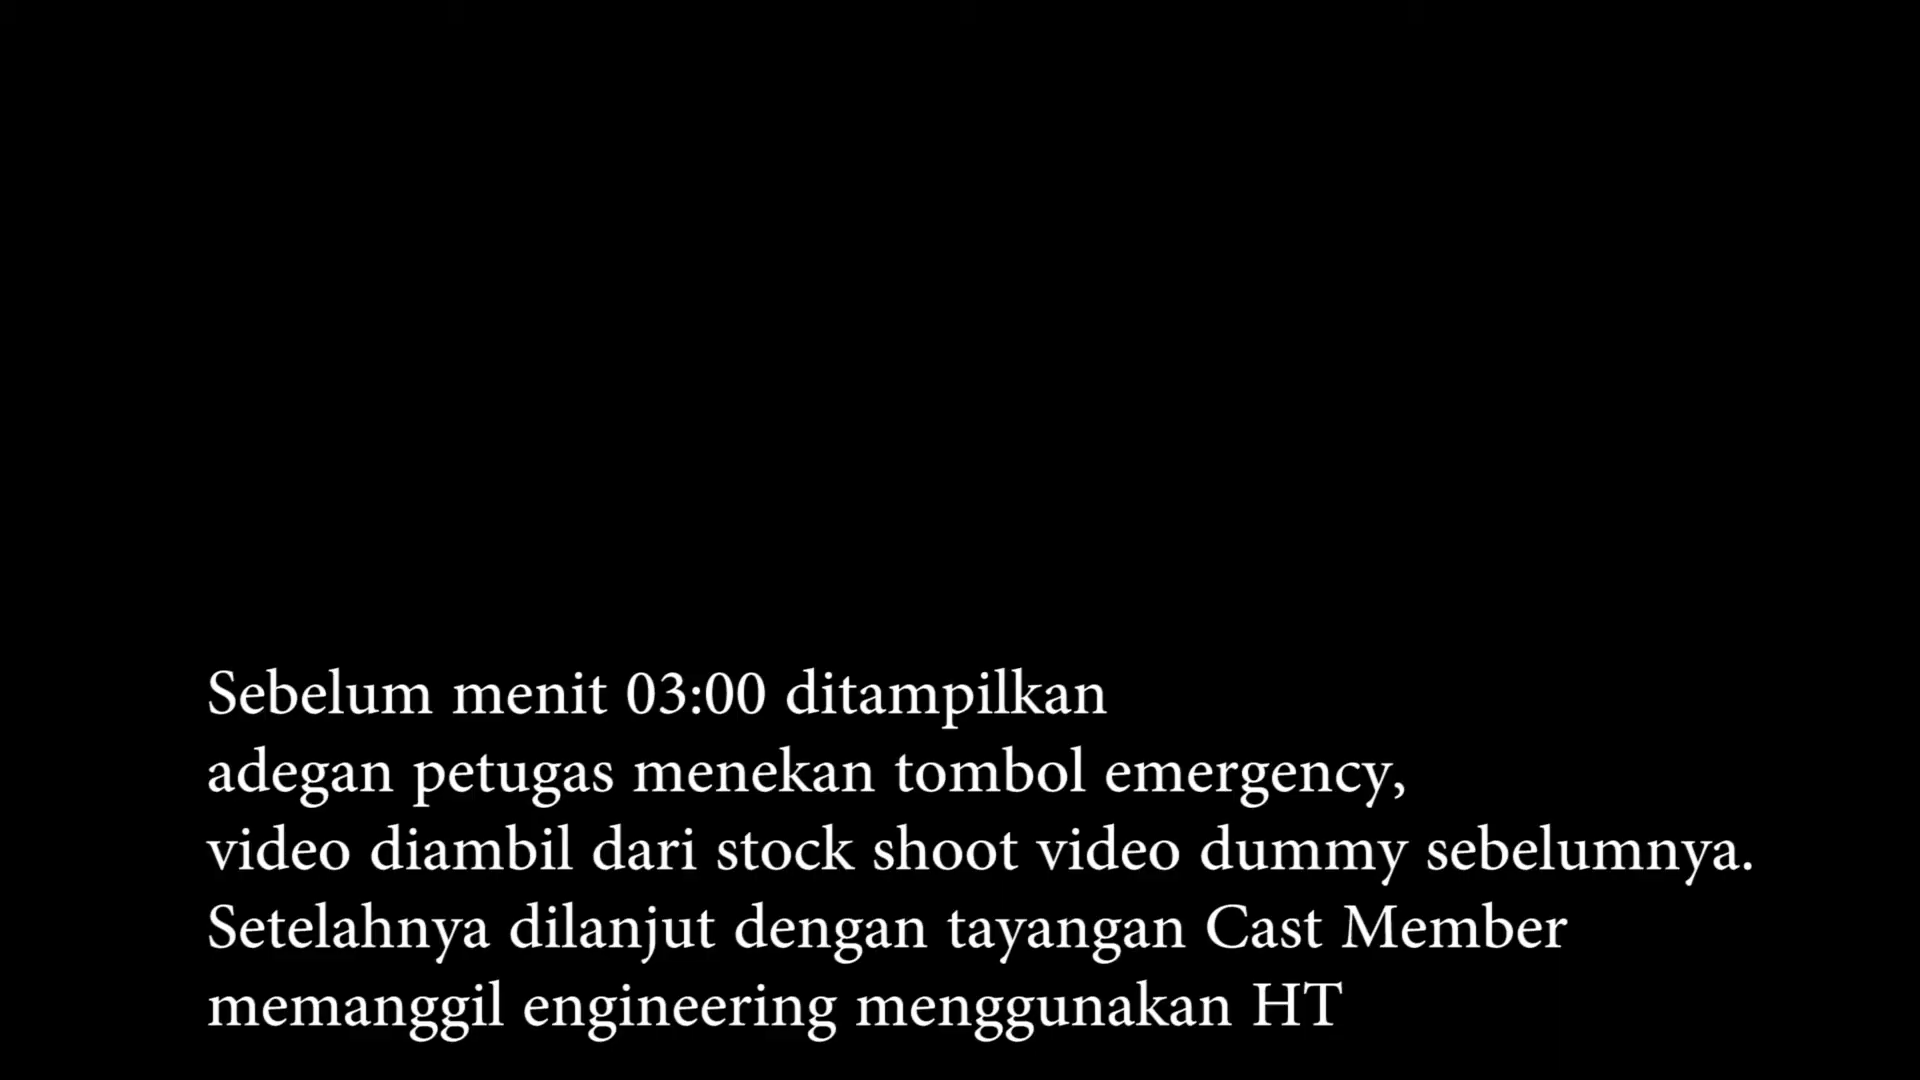 Sebelum menit 03:00 ditampilkan
adegan petugas menekan tombol emergency,
video diambil dari stock shoot video dummy sebelumnya.
Setelahnya dilanjut dengan tayangan Cast Member
memanggil engineering menggunakan HT